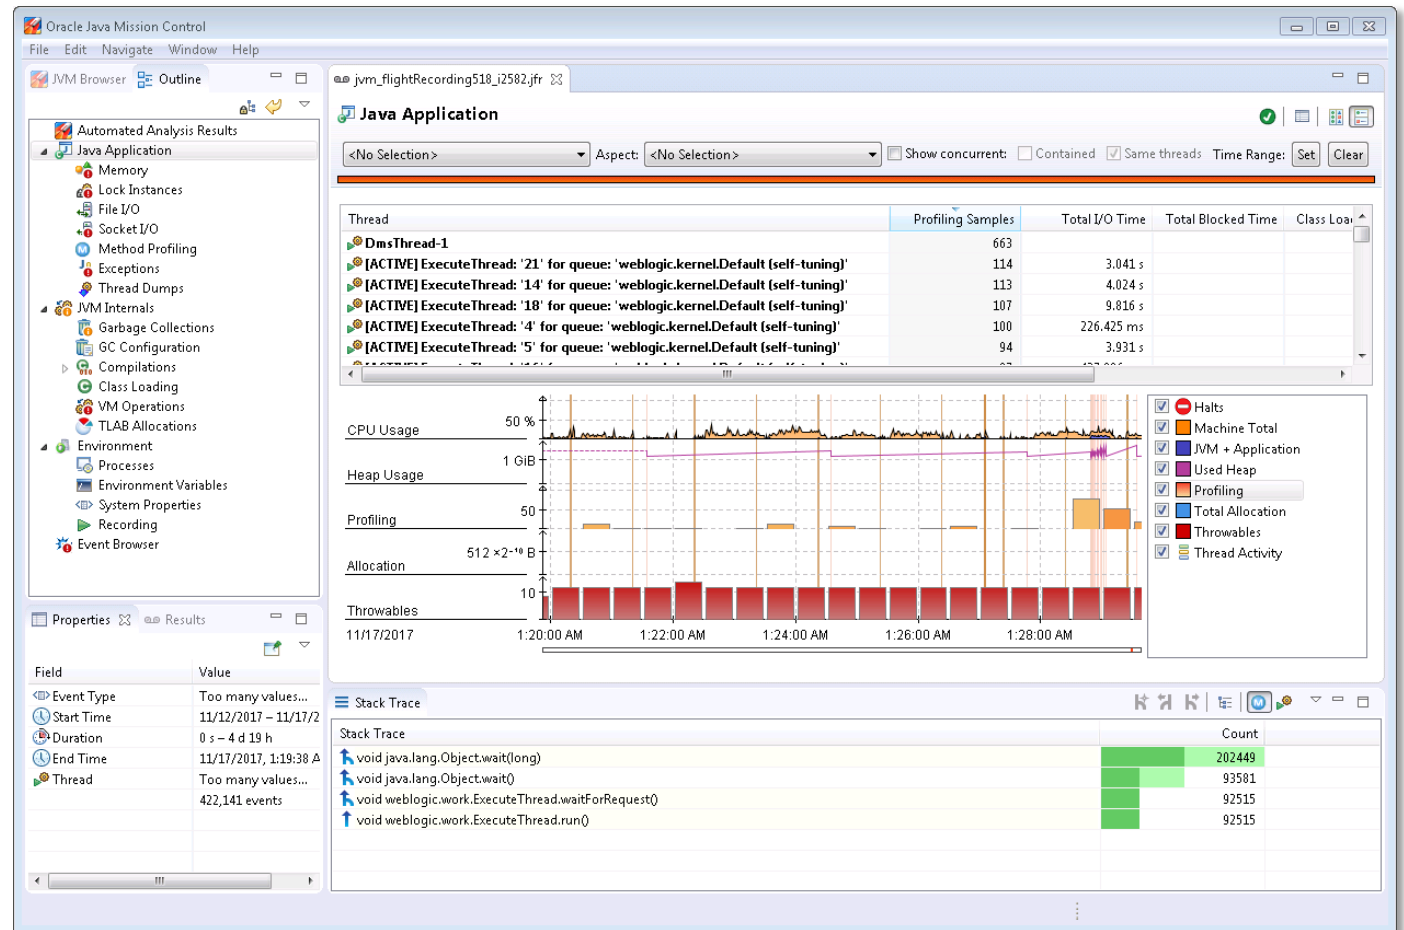 Oracle Java Mission Control
File Edit Navigate Window Help
JVM Browser Outline
Automated Analysis Results
Java Application
Memory
Lock Instances
File I/O
Socket I/O
Method Profiling
Exceptions
Thread Dumps
JVM Internals
Garbage Collections
GC Configuration
Compilations
Class Loading
VM Operations
TLAB Allocations
Environment
Processes
Environment Variables
System Properties
Recording
Event Browser
Properties Results
Field Value
Event Type Too many values...
Start Time 11/12/2017 – 11/17/2
Duration 0 s – 4 d 19 h
End Time 11/17/2017, 1:19:38 A
Thread Too many values...
422,141 events
jvm_flightRecording518_i2582.jfr
Java Application
<No Selection> Aspect: <No Selection> Show concurrent: Contained Same threads Time Range: Set Clear
Thread Profiling Samples Total I/O Time Total Blocked Time Class Loa
DmsThread-1 663
[ACTIVE] ExecuteThread: '21' for queue: 'weblogic.kernel.Default (self-tuning)' 114 3.041 s
[ACTIVE] ExecuteThread: '14' for queue: 'weblogic.kernel.Default (self-tuning)' 113 4.024 s
[ACTIVE] ExecuteThread: '18' for queue: 'weblogic.kernel.Default (self-tuning)' 107 9.816 s
[ACTIVE] ExecuteThread: '4' for queue: 'weblogic.kernel.Default (self-tuning)' 100 226.425 ms
[ACTIVE] ExecuteThread: '5' for queue: 'weblogic.kernel.Default (self-tuning)' 94 3.931 s
CPU Usage 50 %
Heap Usage 1 GiB
Profiling 50
Allocation 512 ×2⁻¹⁰ B
Throwables 10
11/17/2017 1:20:00 AM 1:22:00 AM 1:24:00 AM 1:26:00 AM 1:28:00 AM
Halts
Machine Total
JVM + Application
Used Heap
Profiling
Total Allocation
Throwables
Thread Activity
Stack Trace
Stack Trace Count
void java.lang.Object.wait(long) 202449
void java.lang.Object.wait() 93581
void weblogic.work.ExecuteThread.waitForRequest() 92515
void weblogic.work.ExecuteThread.run() 92515